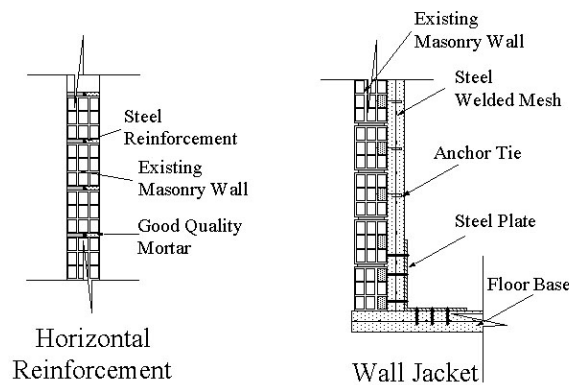 Steel
Reinforcement
Existing
Masonry Wall
Good Quality
Mortar
Horizontal
Reinforcement
Existing
Masonry Wall
Steel
Welded Mesh
Anchor Tie
Steel Plate
Floor Base
Wall Jacket